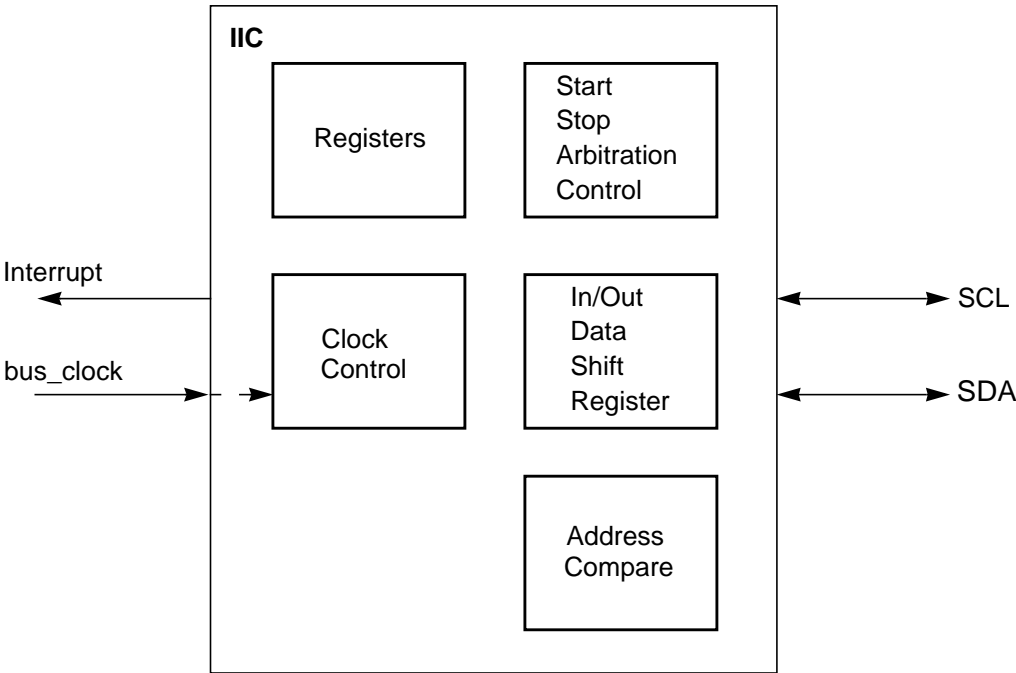 IIC
Registers
Start
Stop
Arbitration
Control
Interrupt
bus_clock
Clock
Control
In/Out
Data
Shift
Register
SCL
SDA
Address
Compare